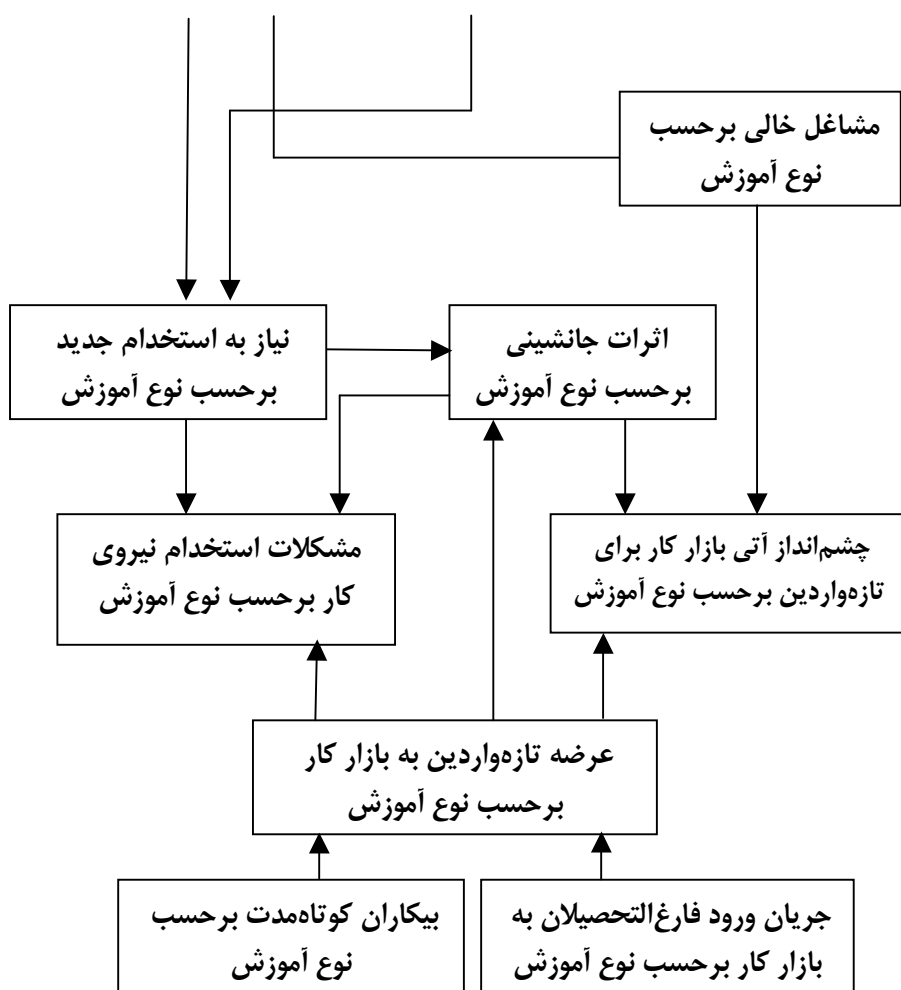 مشاغل خالی برحسب
نوع آموزش
اثرات جانشینی
برحسب نوع آموزش
نیاز به استخدام جدید
برحسب نوع آموزش
چشم‌انداز آتی بازار کار برای
تازه‌واردین برحسب نوع آموزش
مشکلات استخدام نیروی
کار برحسب نوع آموزش
عرضه تازه‌واردین به بازار کار
برحسب نوع آموزش
جریان ورود فارغ‌التحصیلان به
بازار کار برحسب نوع آموزش
بیکاران کوتاه‌مدت برحسب
نوع آموزش